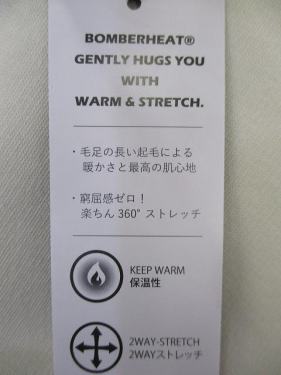 BOMBERHEAT®
GENTLY HUGS YOU
WITH
WARM & STRETCH.
・毛足の長い起毛による
暖かさと最高の肌心地
・窮屈感ゼロ！
楽ちん 360° ストレッチ
KEEP WARM
保温性
2WAY-STRETCH
2WAYストレッチ